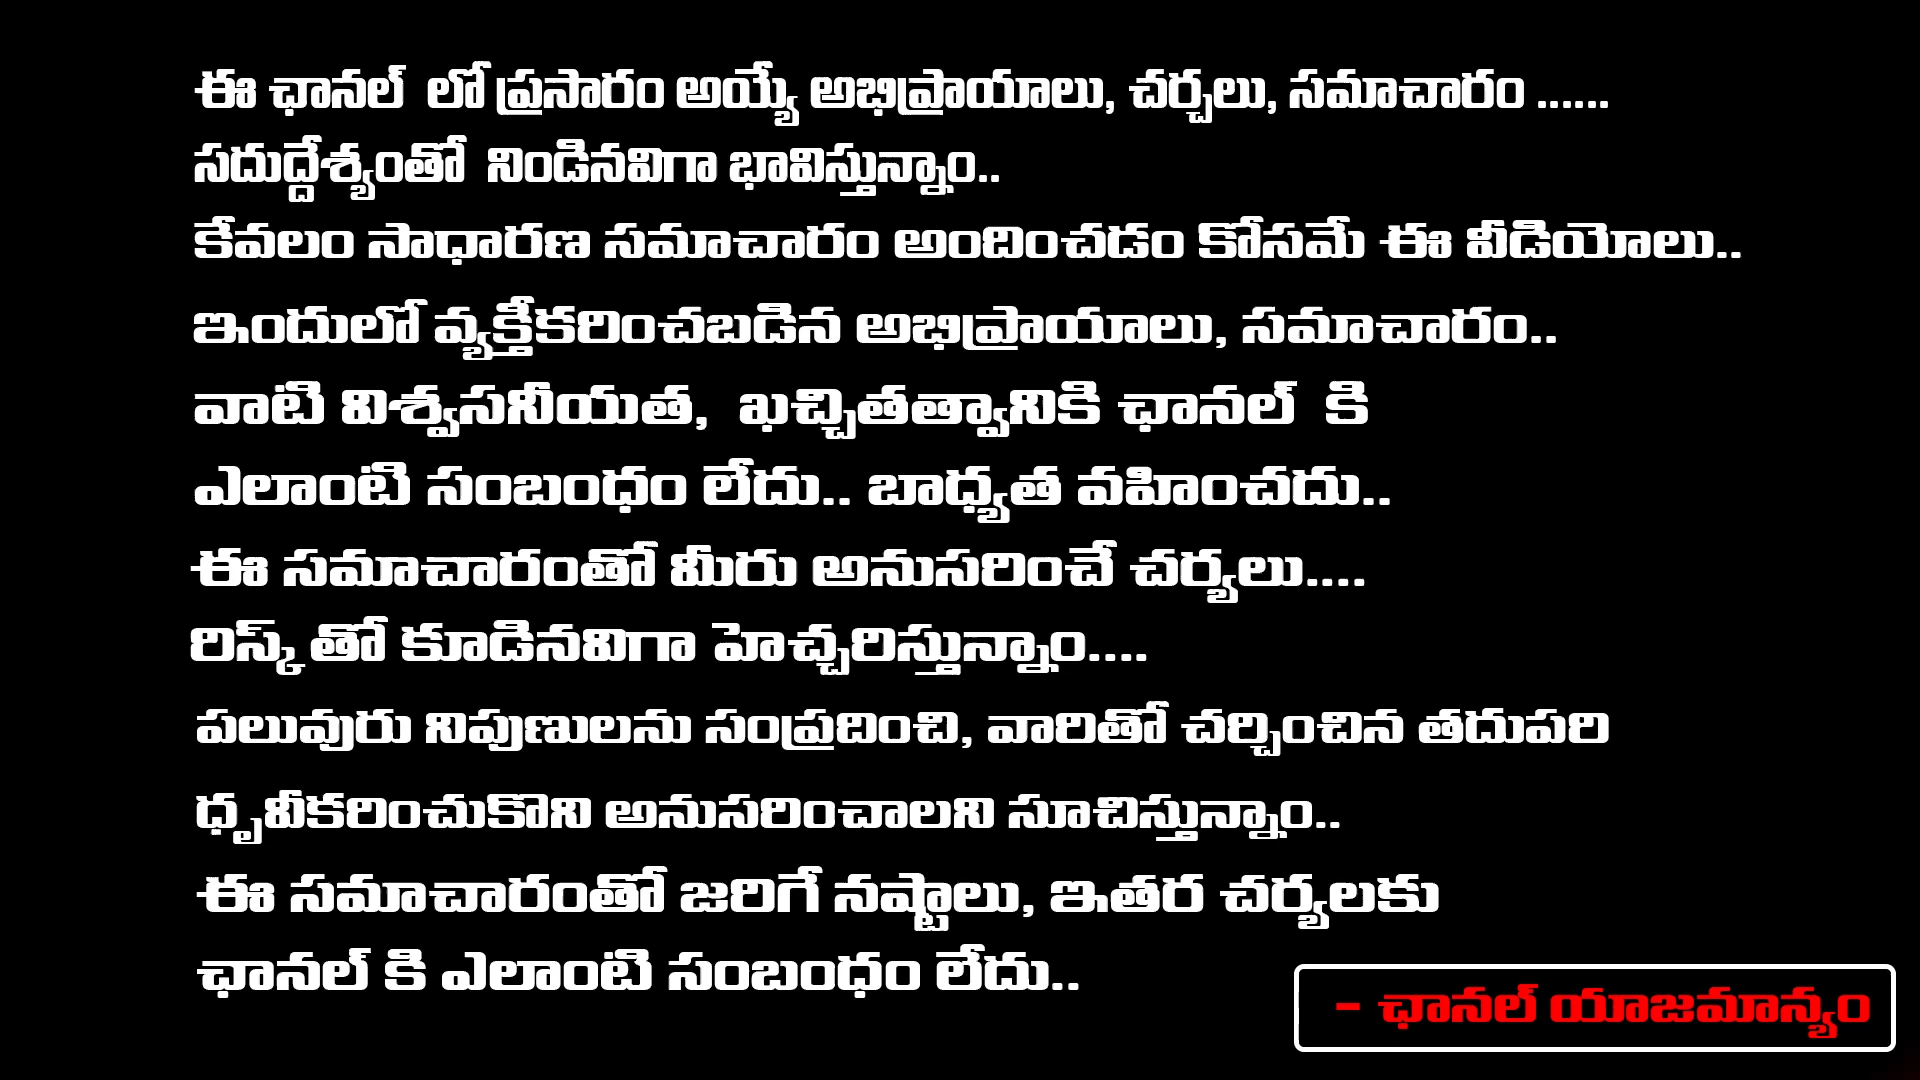 ఈ ఛానల్ లో ప్రసారం అయ్యే అభిప్రాయాలు, చర్చలు, సమాచారం ......
సదుద్దేశ్యంతో నిండినవిగా భావిస్తున్నాం..
కేవలం సాధారణ సమాచారం అందించడం కోసమే ఈ వీడియోలు..
ఇందులో వ్యక్తీకరించబడిన అభిప్రాయాలు, సమాచారం..
వాటి విశ్వసనీయత, ఖచ్చితత్వానికి ఛానల్ కి
ఎలాంటి సంబంధం లేదు.. బాధ్యత వహించదు..
ఈ సమాచారంతో మీరు అనుసరించే చర్యలు....
రిస్క్ తో కూడినవిగా హెచ్చరిస్తున్నాం....
పలువురు నిపుణులను సంప్రదించి, వారితో చర్చించిన తదుపరి
ధృవీకరించుకొని అనుసరించాలని సూచిస్తున్నాం..
ఈ సమాచారంతో జరిగే నష్టాలు, ఇతర చర్యలకు
ఛానల్ కి ఎలాంటి సంబంధం లేదు..
- ఛానల్ యాజమాన్యం